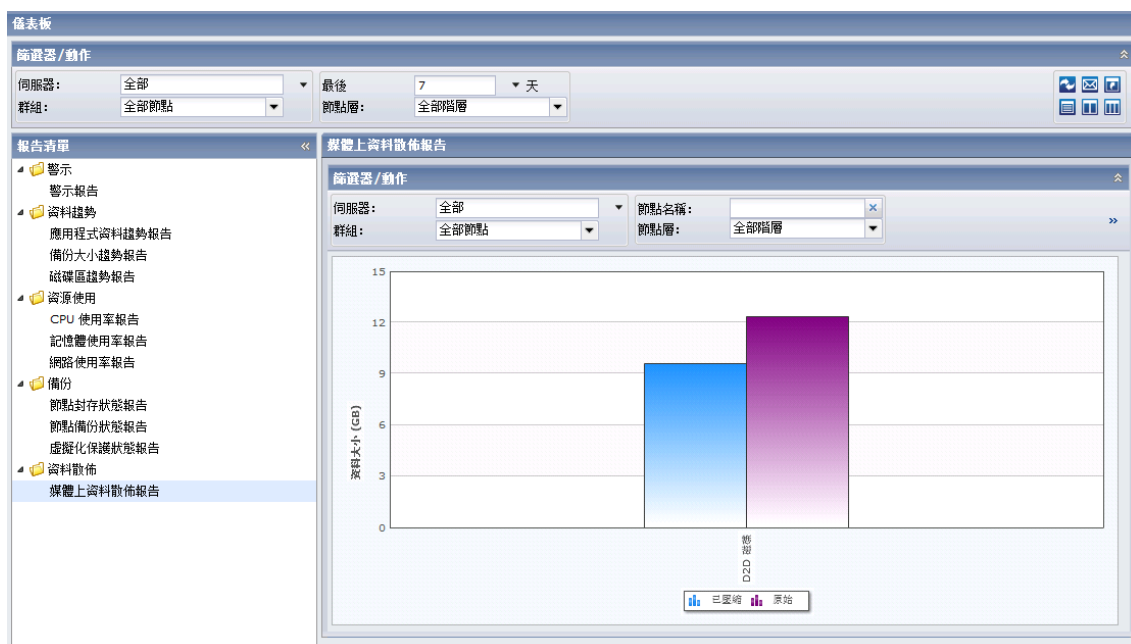 儀表板
篩選器/動作
伺服器: 全部 最後 7 天
群組: 全部節點 節點層: 全部階層
報告清單
警示
警示報告
資料趨勢
應用程式資料趨勢報告
備份大小趨勢報告
磁碟區趨勢報告
資源使用
CPU 使用率報告
記憶體使用率報告
網路使用率報告
備份
節點封存狀態報告
節點備份狀態報告
虛擬化保護狀態報告
資料散佈
媒體上資料散佈報告
媒體上資料散佈報告
篩選器/動作
伺服器: 全部 節點名稱:
群組: 全部節點 節點層: 全部階層
資料大小 (GB)
15
12
9
6
3
0
D2D 磁碟
已壓縮 原始